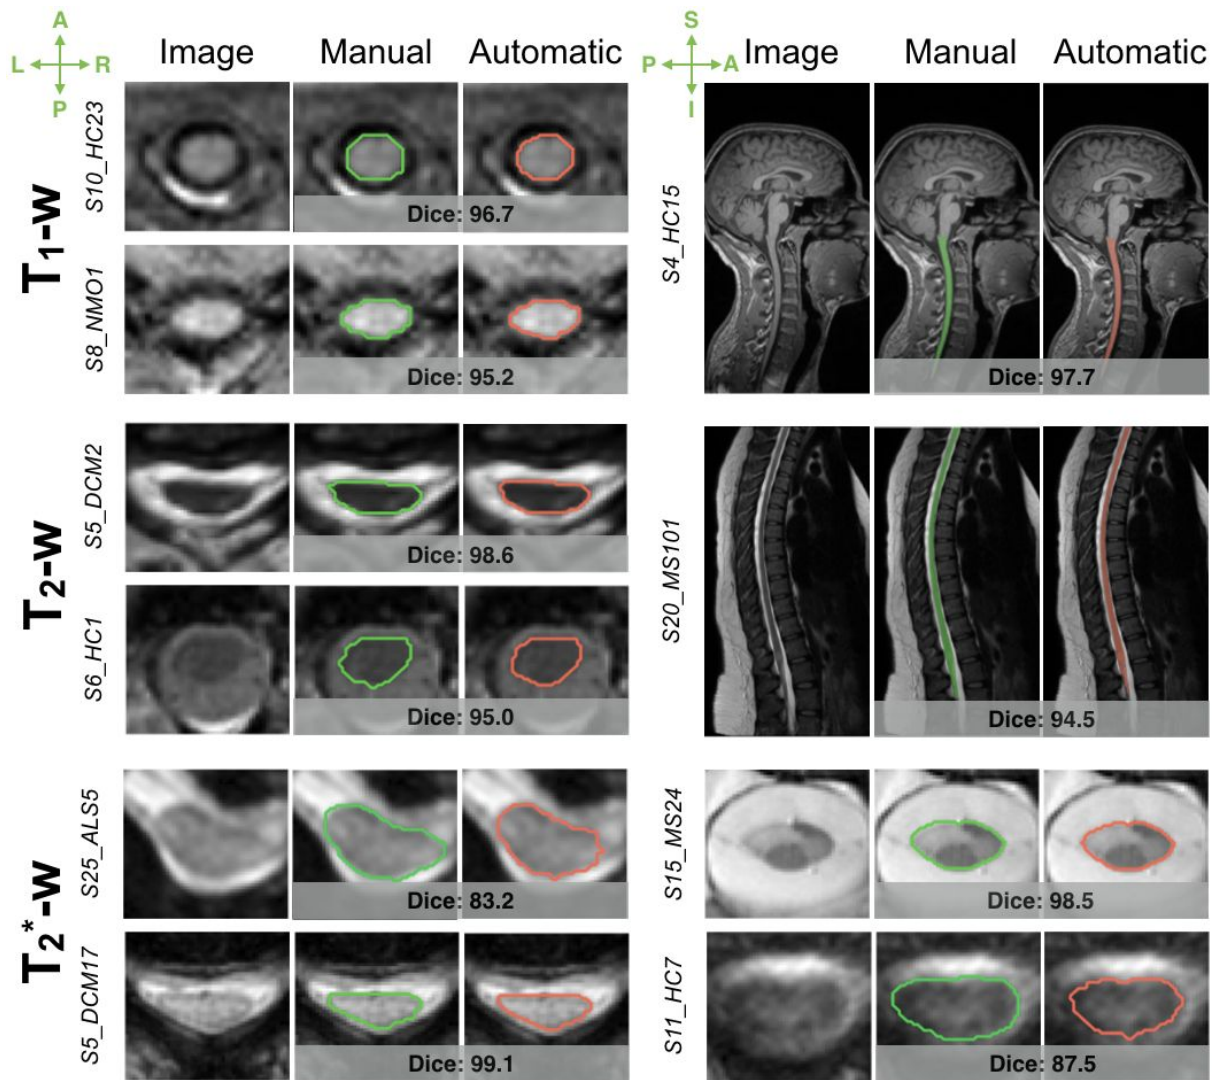 A
L R
P
Image Manual Automatic
S
P A
I
Image Manual Automatic
T1-w
S10_HC23
Dice: 96.7
S8_NMO1
Dice: 95.2
S4_HC15
Dice: 97.7
T2-w
S5_DCM2
Dice: 98.6
S6_HC1
Dice: 95.0
S20_MS101
Dice: 94.5
T2*-w
S25_ALS5
Dice: 83.2
S5_DCM17
Dice: 99.1
S15_MS24
Dice: 98.5
S11_HC7
Dice: 87.5